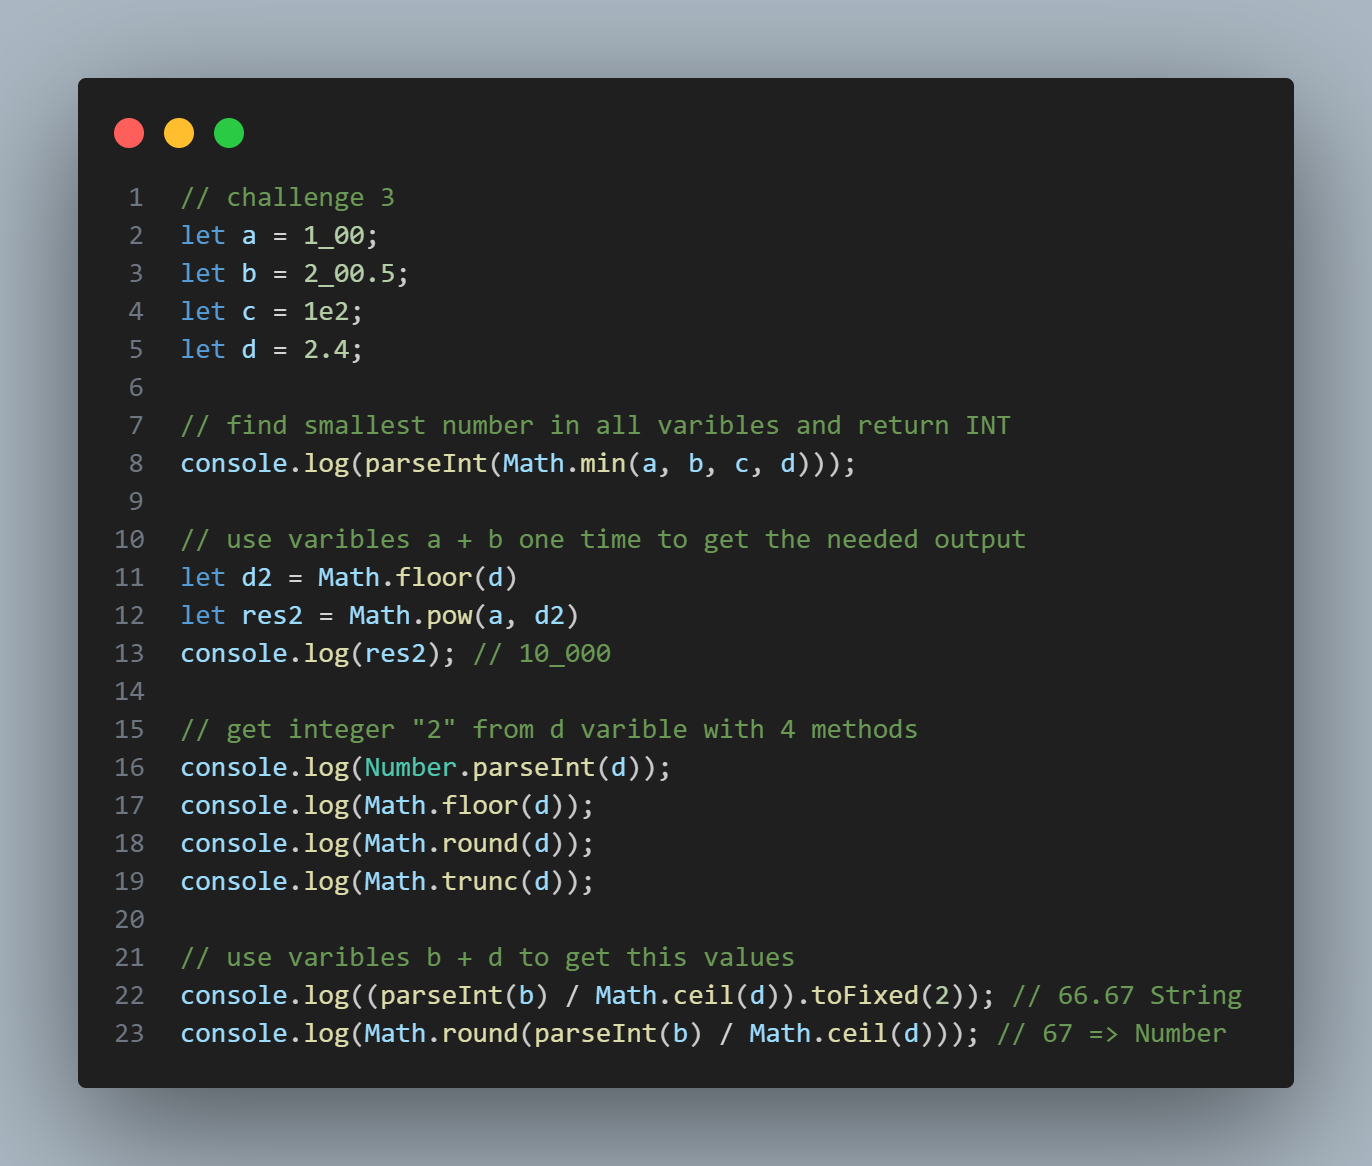 1 // challenge 3
2 let a = 1_00;
3 let b = 2_00.5;
4 let c = 1e2;
5 let d = 2.4;
6
7 // find smallest number in all varibles and return INT
8 console.log(parseInt(Math.min(a, b, c, d)));
9
10 // use varibles a + b one time to get the needed output
11 let d2 = Math.floor(d)
12 let res2 = Math.pow(a, d2)
13 console.log(res2); // 10_000
14
15 // get integer "2" from d varible with 4 methods
16 console.log(Number.parseInt(d));
17 console.log(Math.floor(d));
18 console.log(Math.round(d));
19 console.log(Math.trunc(d));
20
21 // use varibles b + d to get this values
22 console.log((parseInt(b) / Math.ceil(d)).toFixed(2)); // 66.67 String
23 console.log(Math.round(parseInt(b) / Math.ceil(d))); // 67 => Number